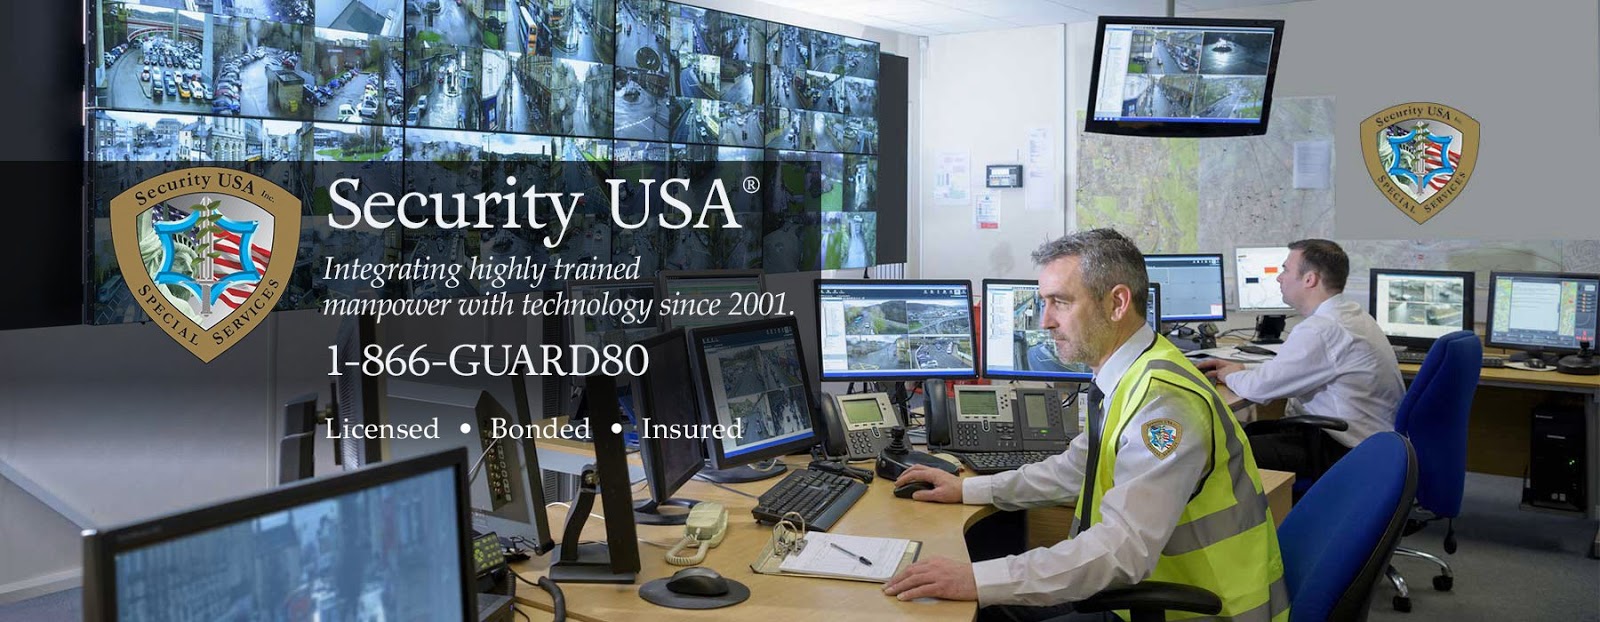 Security USA Inc.
SPECIAL SERVICES
Security USA®
Integrating highly trained
manpower with technology since 2001.
1-866-GUARD80
Licensed • Bonded • Insured
Security USA Inc.
SPECIAL SERVICES